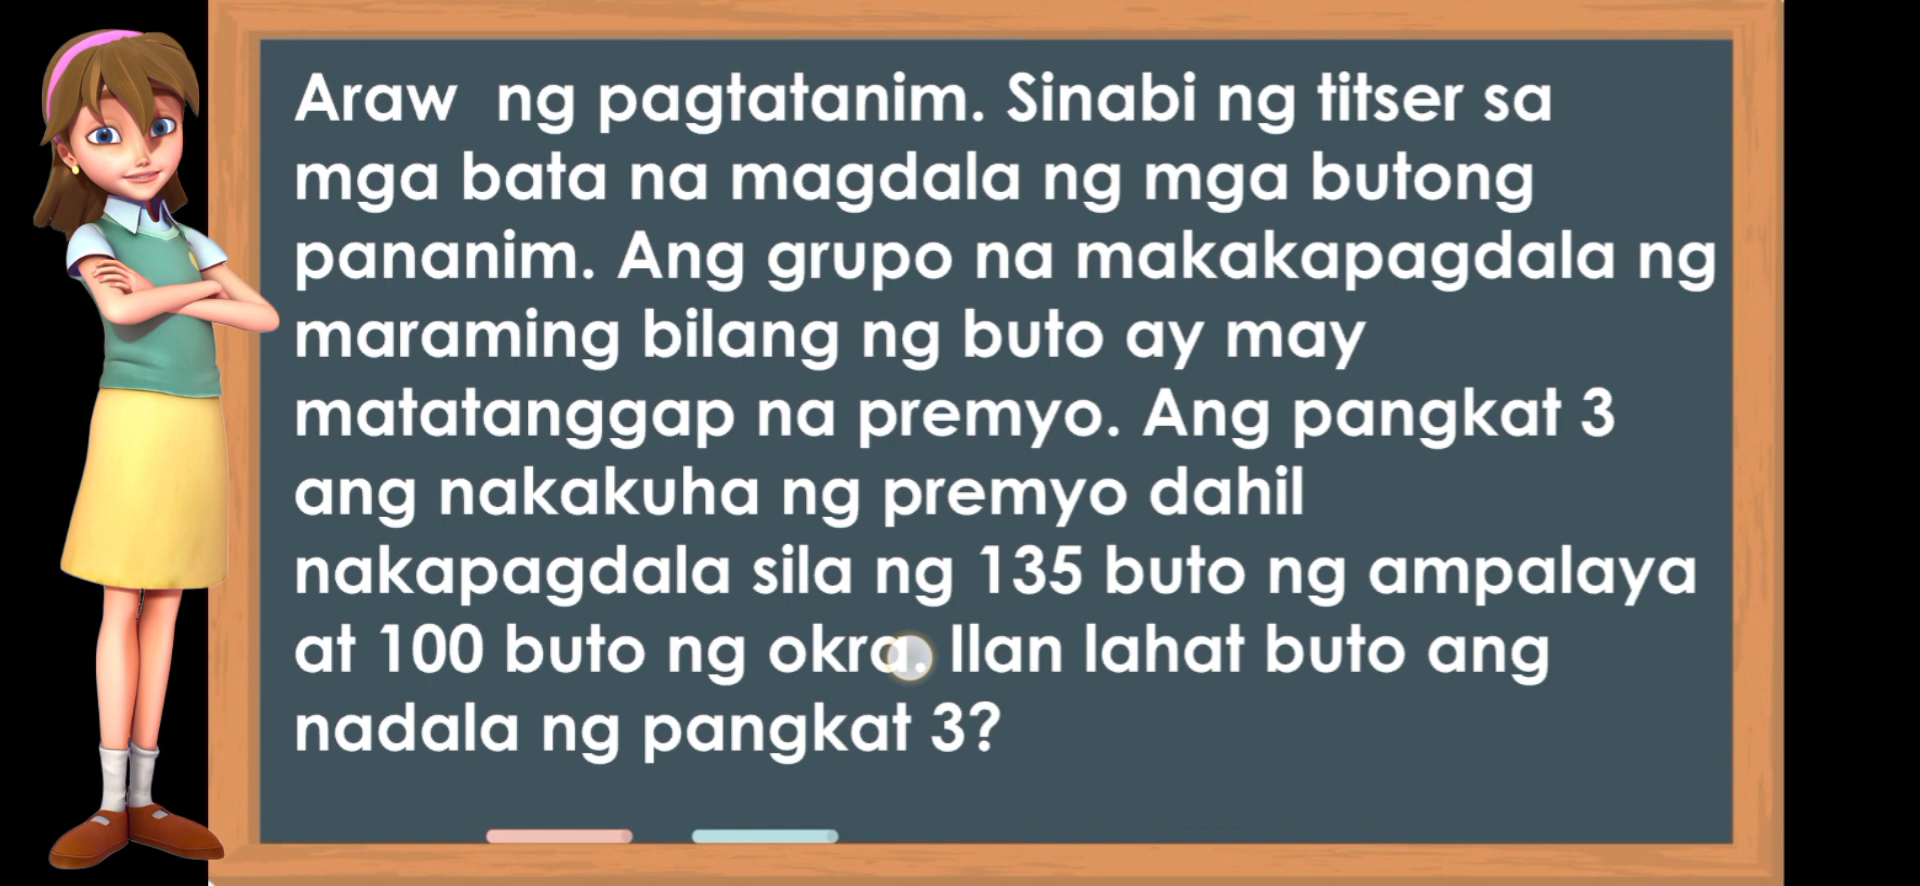 Araw ng pagtatanim. Sinabi ng titser sa
mga bata na magdala ng mga butong
pananim. Ang grupo na makakapagdala ng
maraming bilang ng buto ay may
matatanggap na premyo. Ang pangkat 3
ang nakakuha ng premyo dahil
nakapagdala sila ng 135 buto ng ampalaya
at 100 buto ng okra. Ilan lahat buto ang
nadala ng pangkat 3?